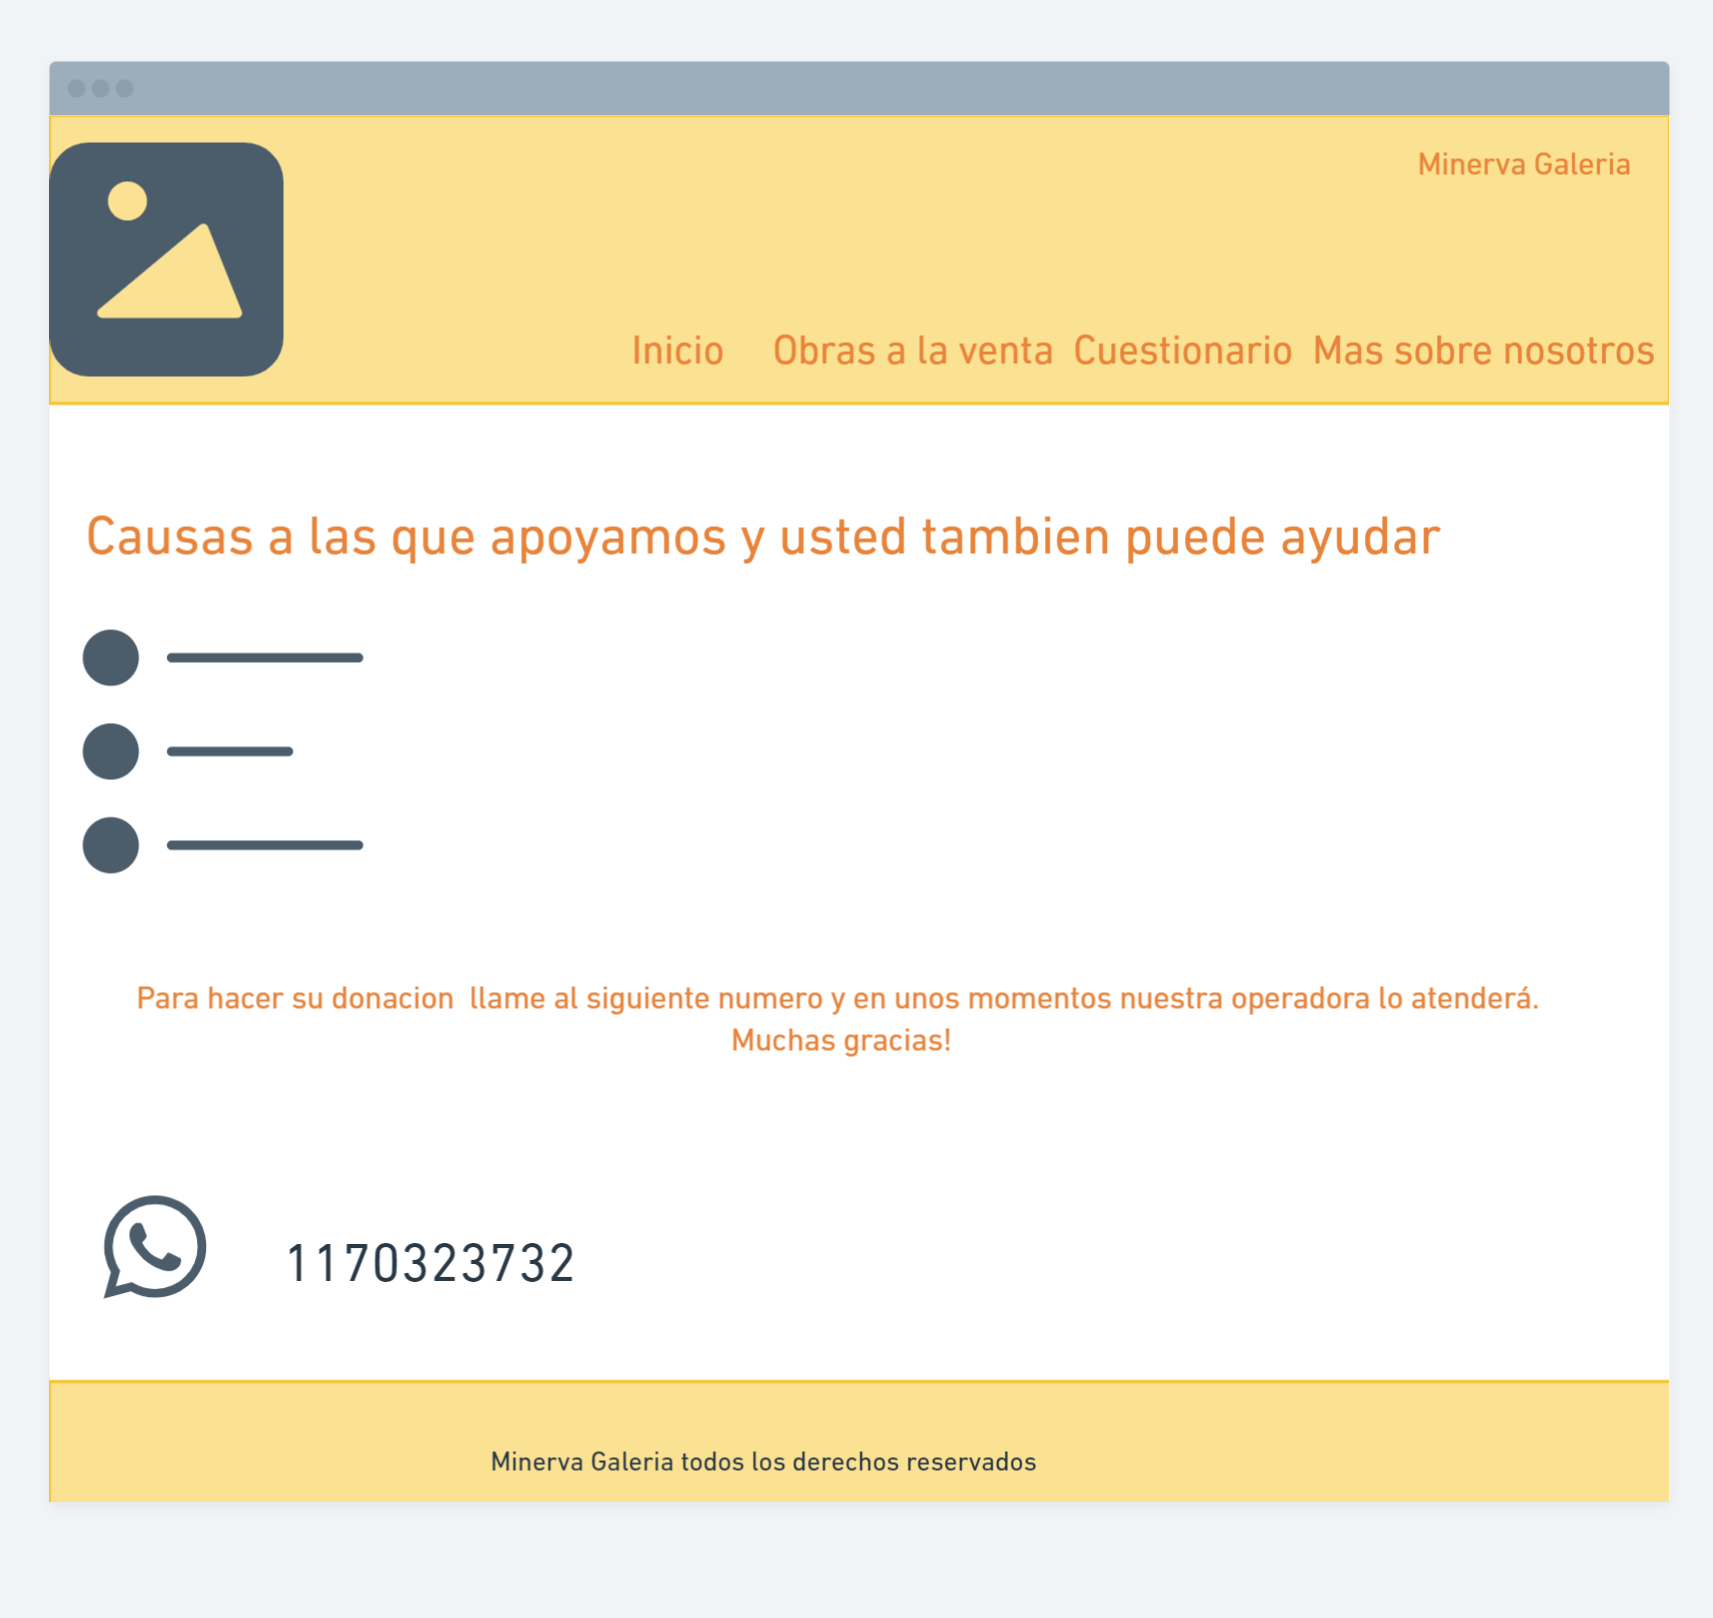 Minerva Galeria
Inicio Obras a la venta Cuestionario Mas sobre nosotros
Causas a las que apoyamos y usted tambien puede ayudar
Para hacer su donacion  llame al siguiente numero y en unos momentos nuestra operadora lo atenderá.
Muchas gracias!
1170323732
Minerva Galeria todos los derechos reservados